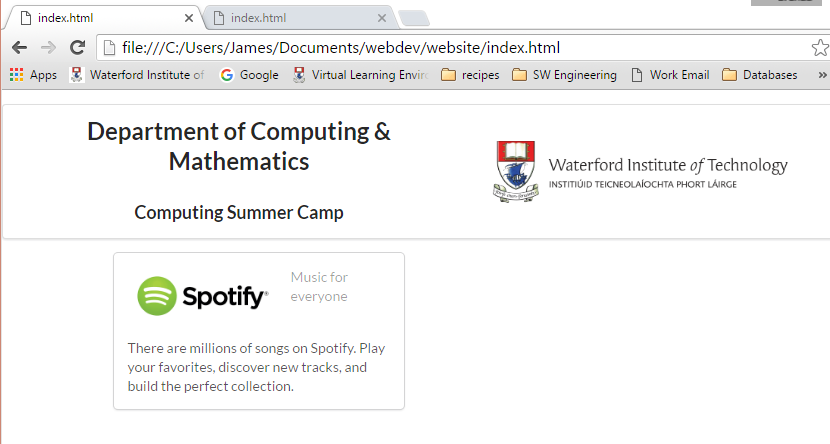 index.html
index.html
file:///C:/Users/James/Documents/webdev/website/index.html
Apps Waterford Institute of Google Virtual Learning Enviro recipes SW Engineering Work Email Databases »
Department of Computing &
Mathematics
Computing Summer Camp
Waterford Institute of Technology
INSTITIÚID TEICNEOLAÍOCHTA PHORT LÁIRGE
Spotify®
Music for
everyone
There are millions of songs on Spotify. Play
your favorites, discover new tracks, and
build the perfect collection.